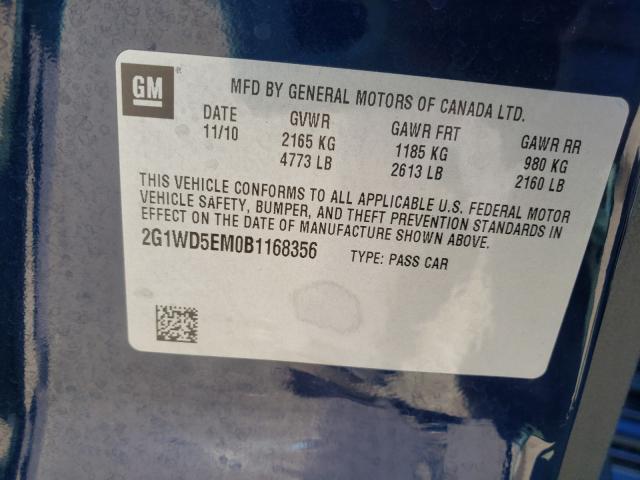 GM
MFD BY GENERAL MOTORS OF CANADA LTD.
DATE GVWR GAWR FRT GAWR RR
11/10 2165 KG 1185 KG 980 KG
4773 LB 2613 LB 2160 LB
THIS VEHICLE CONFORMS TO ALL APPLICABLE U.S. FEDERAL MOTOR
VEHICLE SAFETY, BUMPER, AND THEFT PREVENTION STANDARDS IN
EFFECT ON THE DATE OF MANUFACTURE SHOWN ABOVE.
2G1WD5EM0B1168356 TYPE: PASS CAR